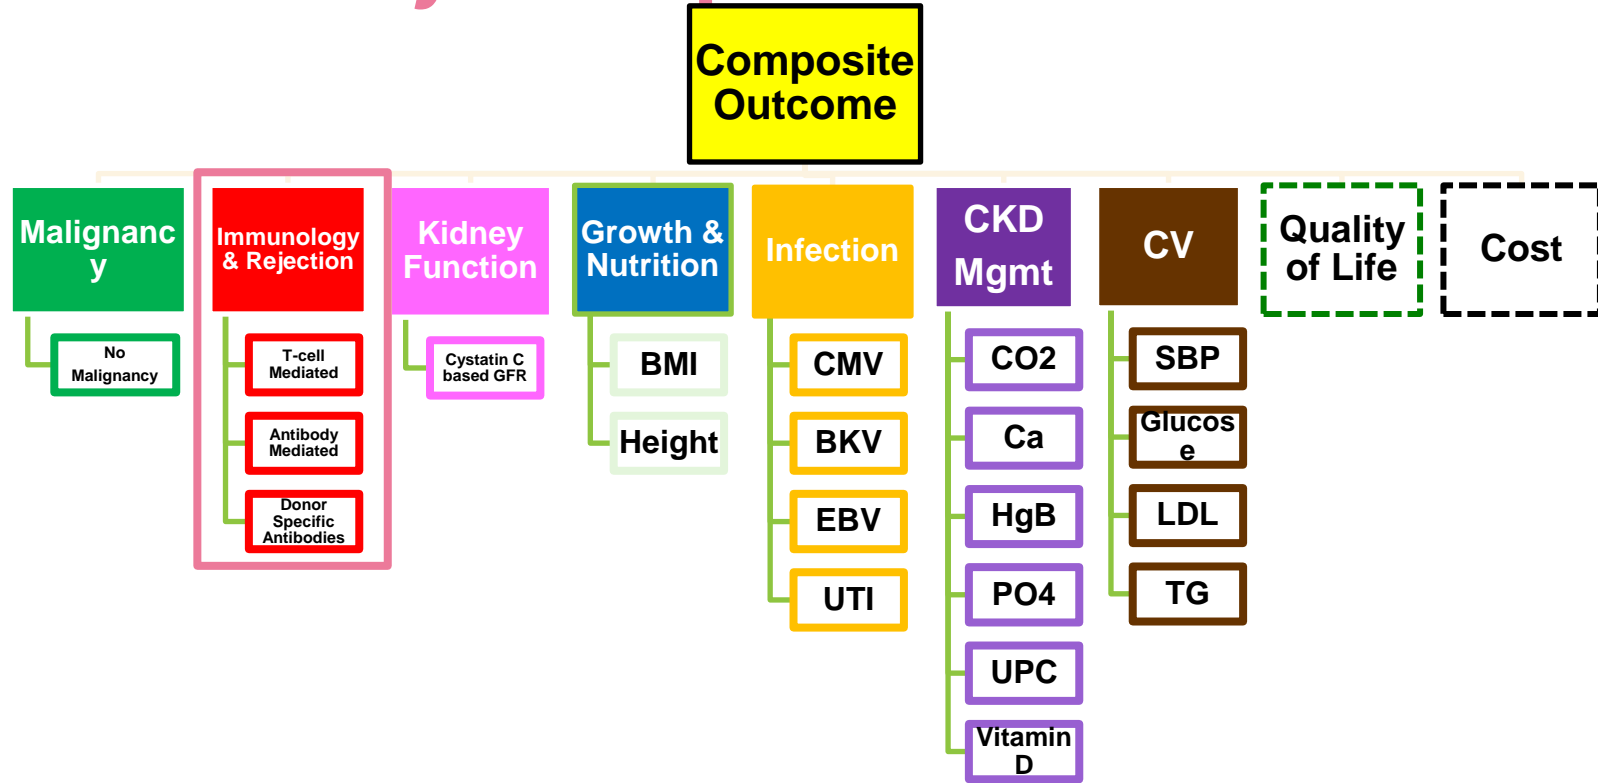 Composite
Outcome
Malignanc
y
Immunology
& Rejection
Kidney
Function
Growth &
Nutrition
Infection
CKD
Mgmt
CV
Quality
of Life
Cost
No
Malignancy
T-cell
Mediated
Antibody
Mediated
Donor
Specific
Antibodies
Cystatin C
based GFR
BMI
Height
CMV
BKV
EBV
UTI
CO2
Ca
HgB
PO4
UPC
Vitamin
D
SBP
Glucos
e
LDL
TG